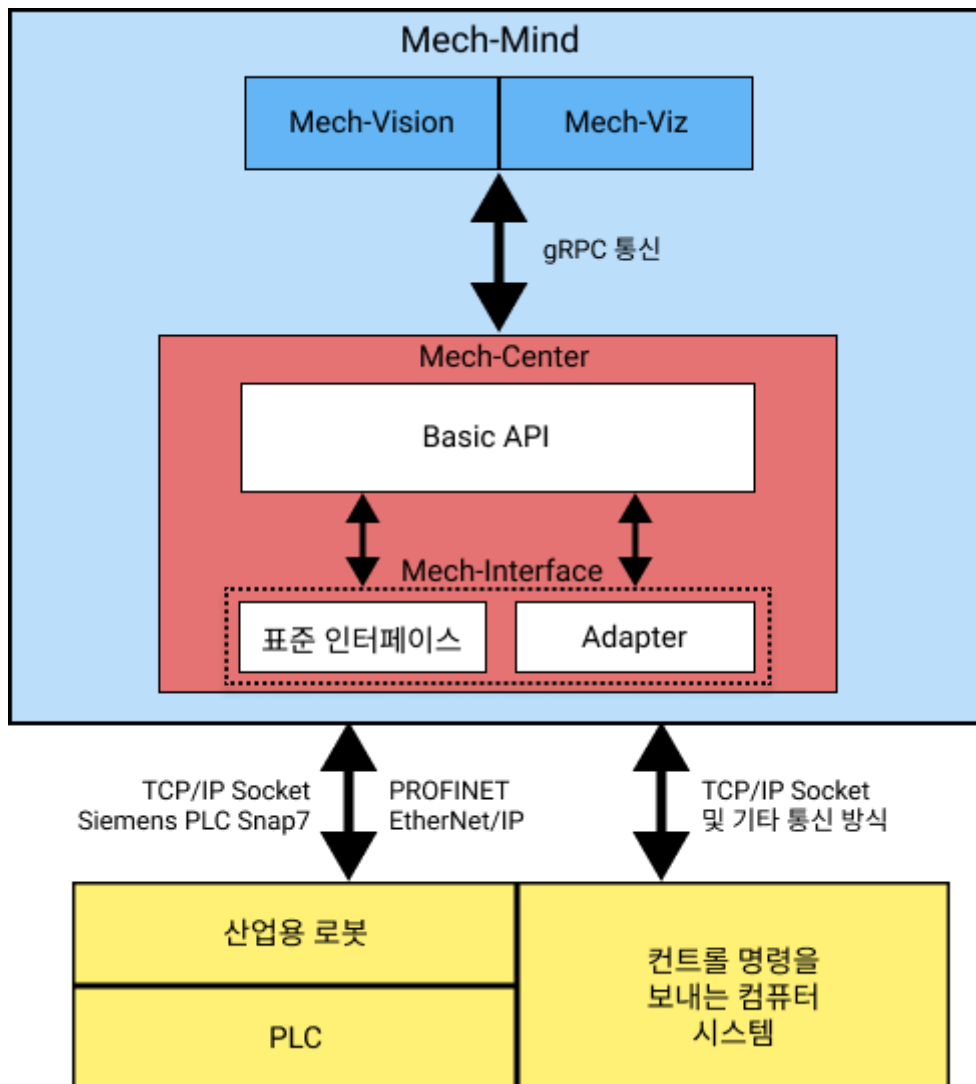 Mech-Mind
Mech-Vision
Mech-Viz
gRPC 통신
Mech-Center
Basic API
Mech-Interface
표준 인터페이스
Adapter
TCP/IP Socket
Siemens PLC Snap7
PROFINET
EtherNet/IP
TCP/IP Socket
및 기타 통신 방식
산업용 로봇
PLC
컨트롤 명령을
보내는 컴퓨터
시스템